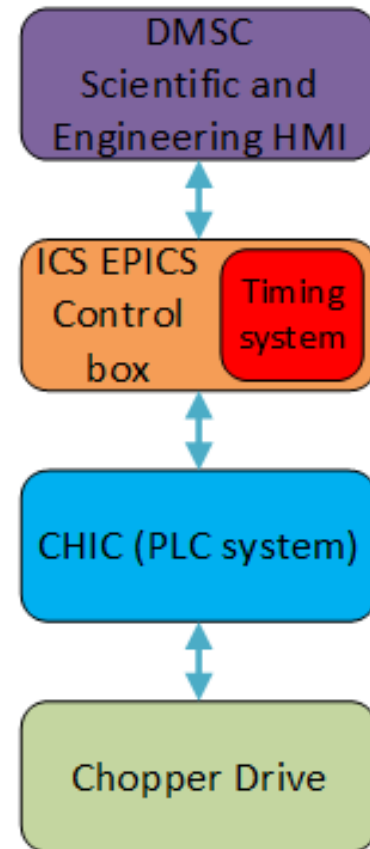 DMSC
Scientific and
Engineering HMI
ICS EPICS
Control
box
Timing
system
CHIC (PLC system)
Chopper Drive